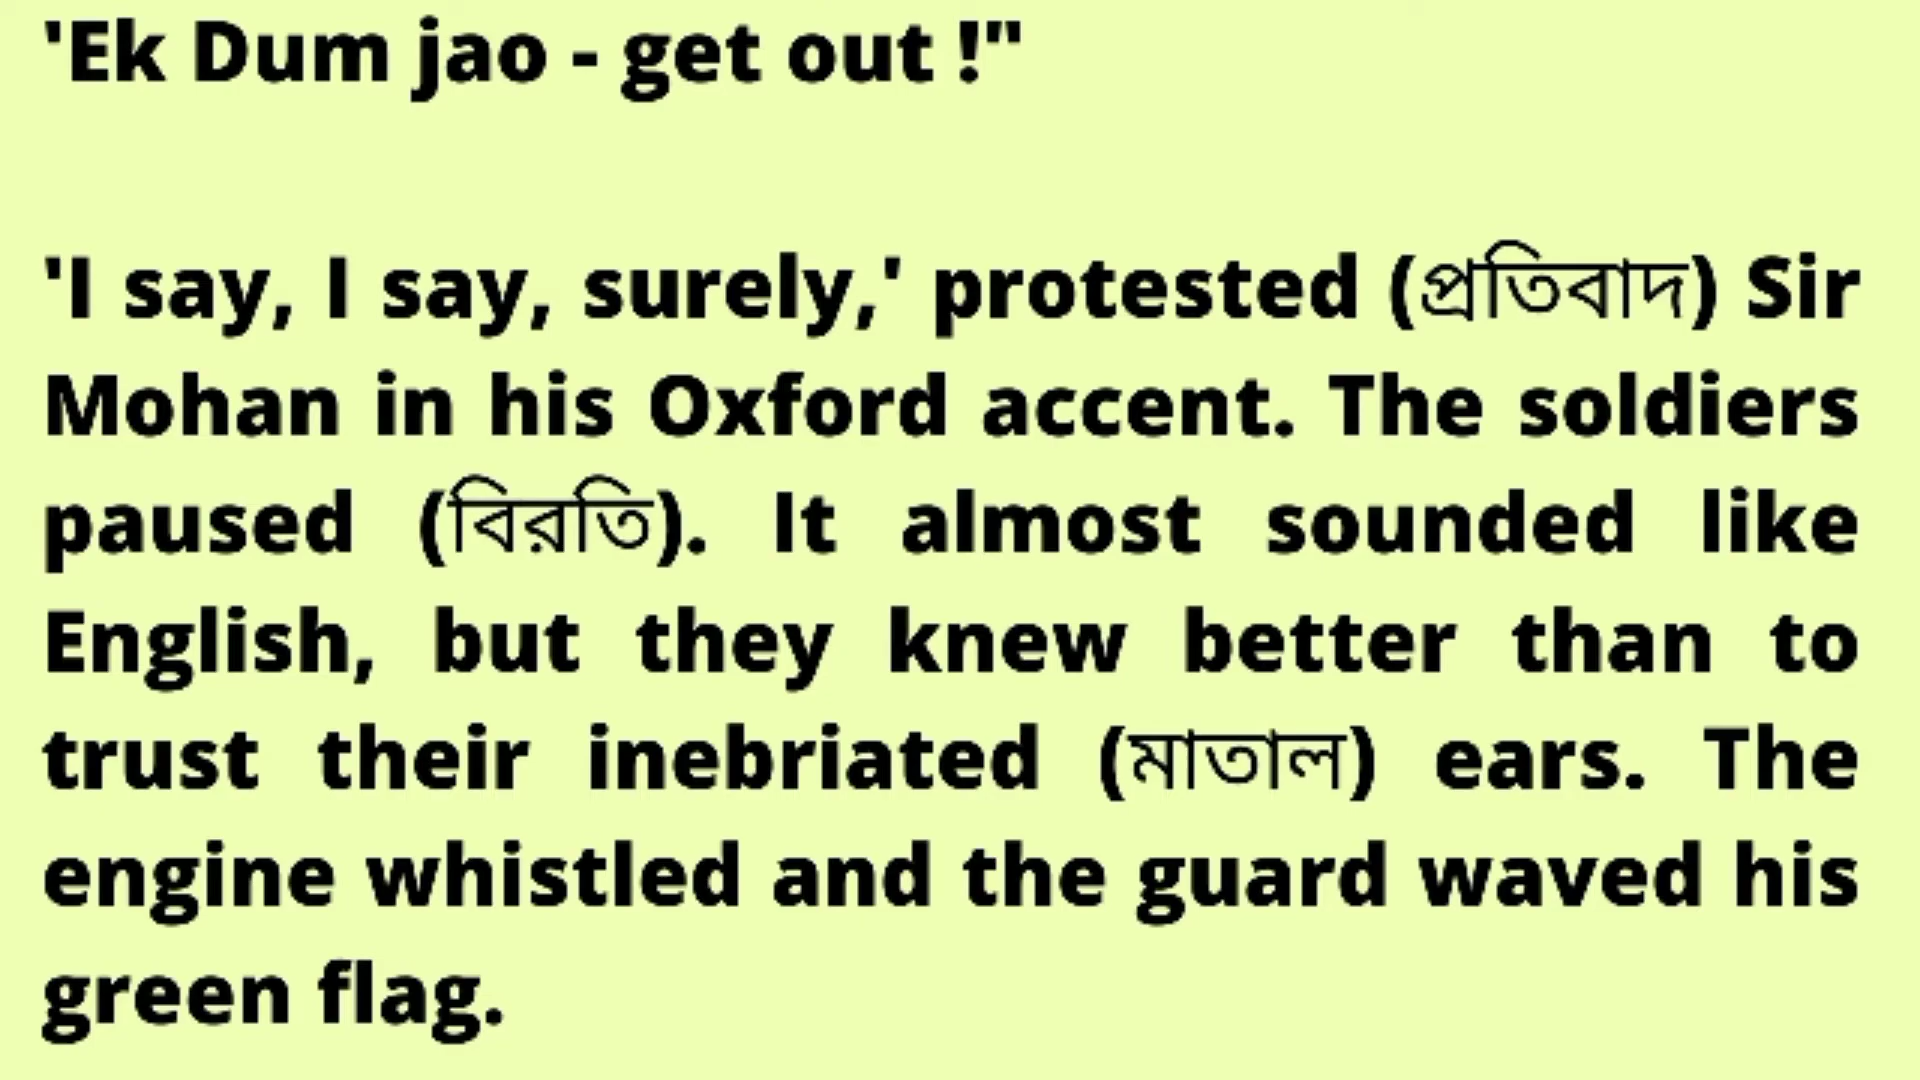 'Ek Dum jao - get out !"
'I say, I say, surely,' protested (প্রতিবাদ) Sir
Mohan in his Oxford accent. The soldiers
paused (বিরতি). It almost sounded like
English, but they knew better than to
trust their inebriated (মাতাল) ears. The
engine whistled and the guard waved his
green flag.